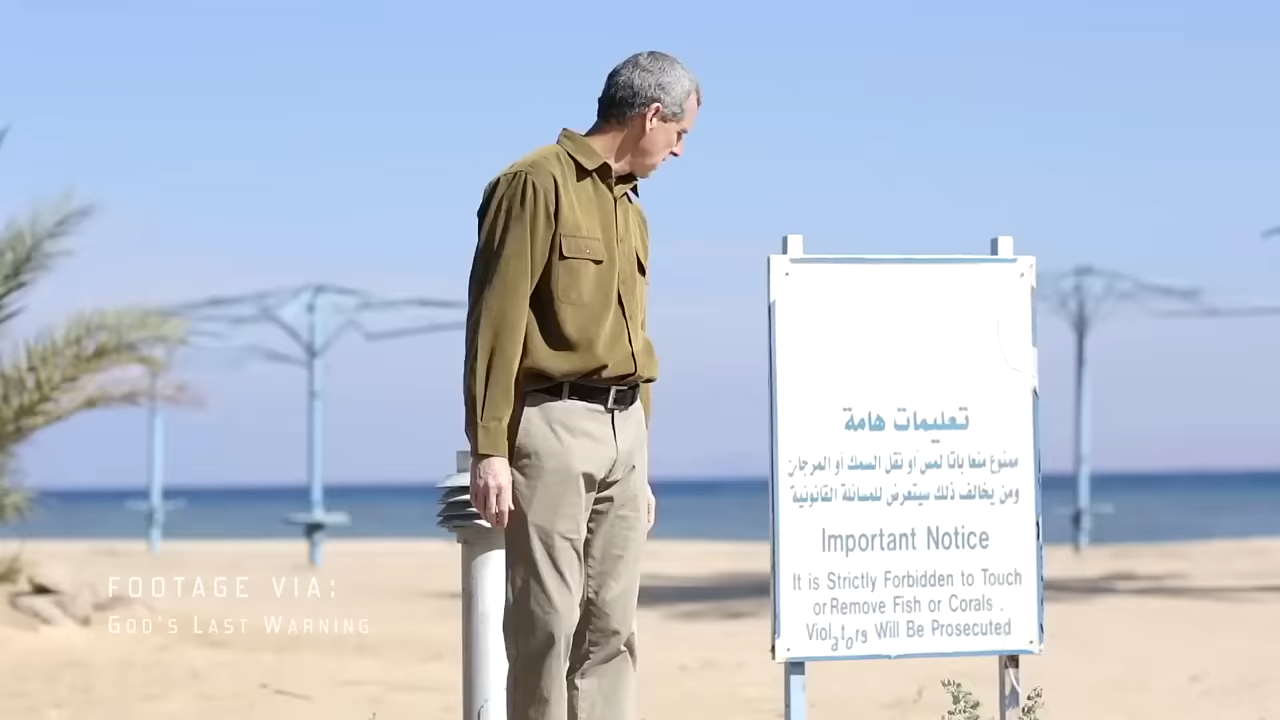 تعليمات هامة
ممنوع منعا باتا لمس أو نقل السمك أو المرجان
ومن يخالف ذلك سيتعرض للمسائلة القانونية
Important Notice
It is Strictly Forbidden to Touch
or Remove Fish or Corals .
Violators Will Be Prosecuted
FOOTAGE VIA:
GOD'S LAST WARNING